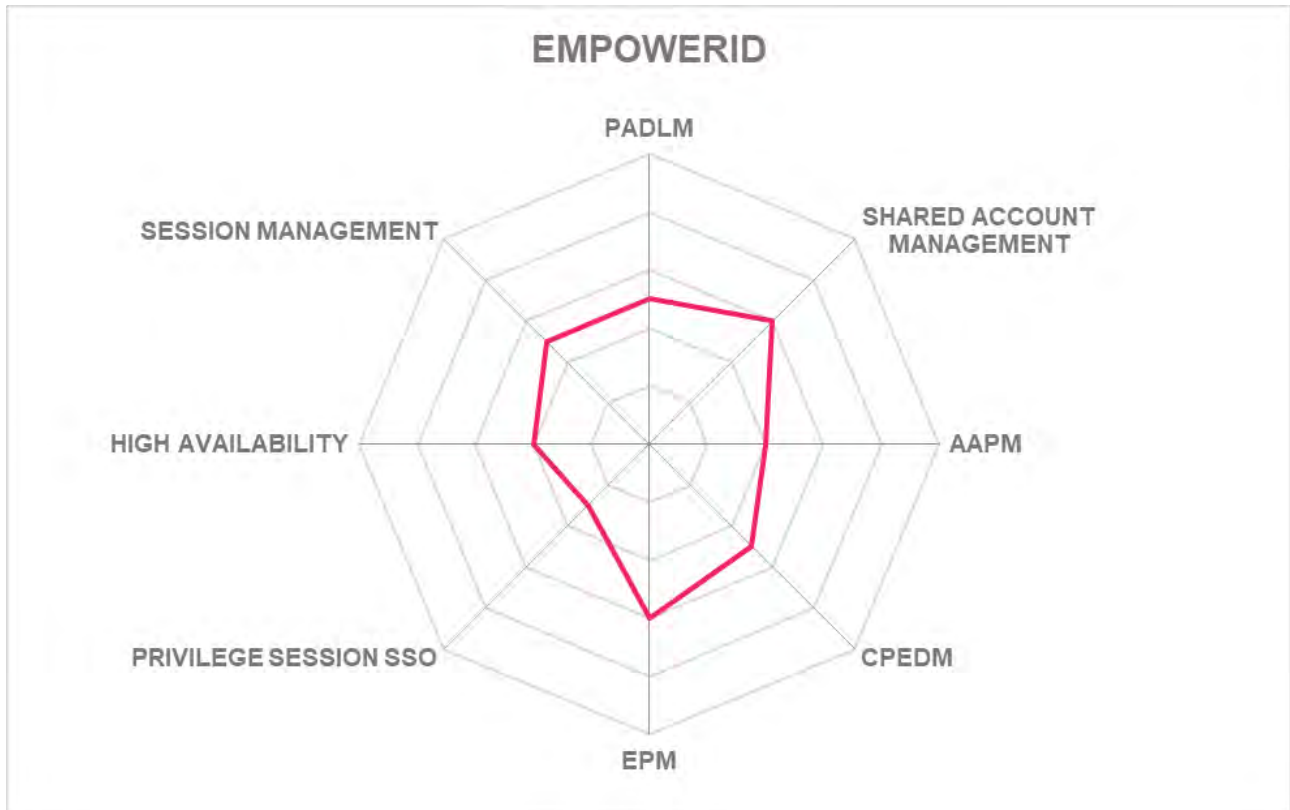 EMPOWERID
PADLM
SHARED ACCOUNT
MANAGEMENT
SESSION MANAGEMENT
HIGH AVAILABILITY
AAPM
PRIVILEGE SESSION SSO
CPEDM
EPM